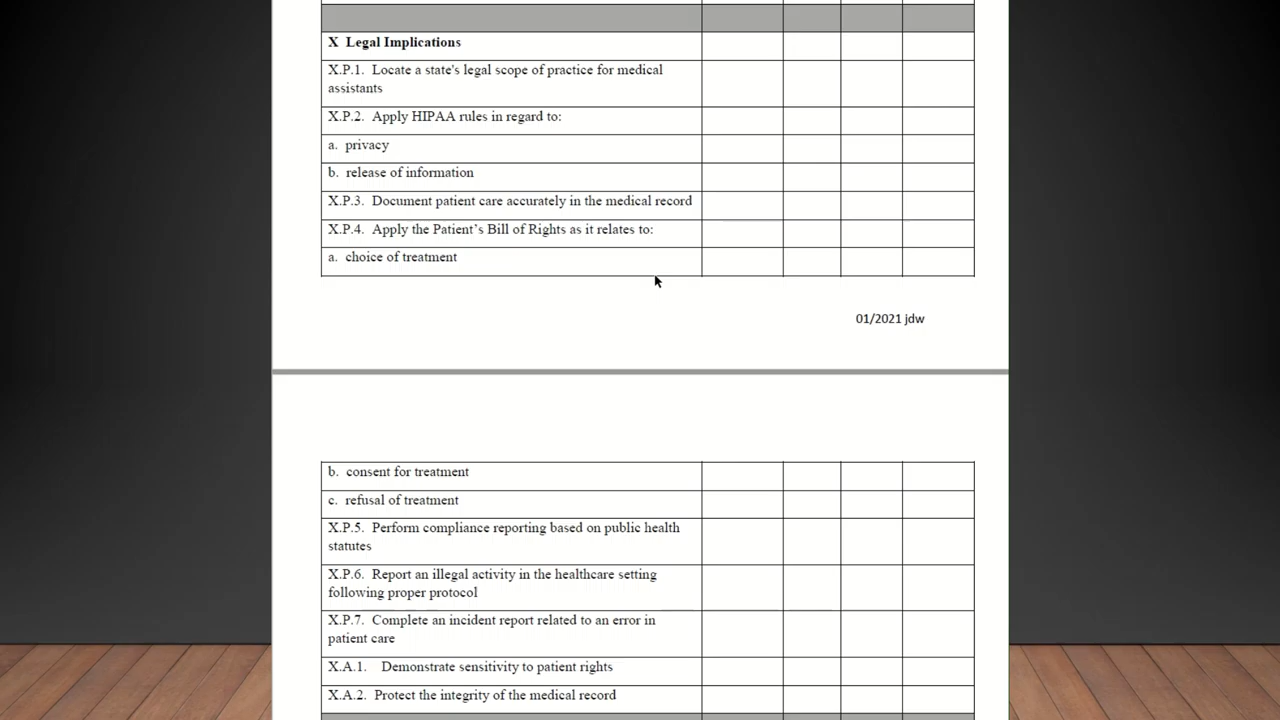 X Legal Implications
X.P.1. Locate a state's legal scope of practice for medical
assistants
X.P.2. Apply HIPAA rules in regard to:
a. privacy
b. release of information
X.P.3. Document patient care accurately in the medical record
X.P.4. Apply the Patient’s Bill of Rights as it relates to:
a. choice of treatment
01/2021 jdw
b. consent for treatment
c. refusal of treatment
X.P.5. Perform compliance reporting based on public health
statutes
X.P.6. Report an illegal activity in the healthcare setting
following proper protocol
X.P.7. Complete an incident report related to an error in
patient care
X.A.1. Demonstrate sensitivity to patient rights
X.A.2. Protect the integrity of the medical record